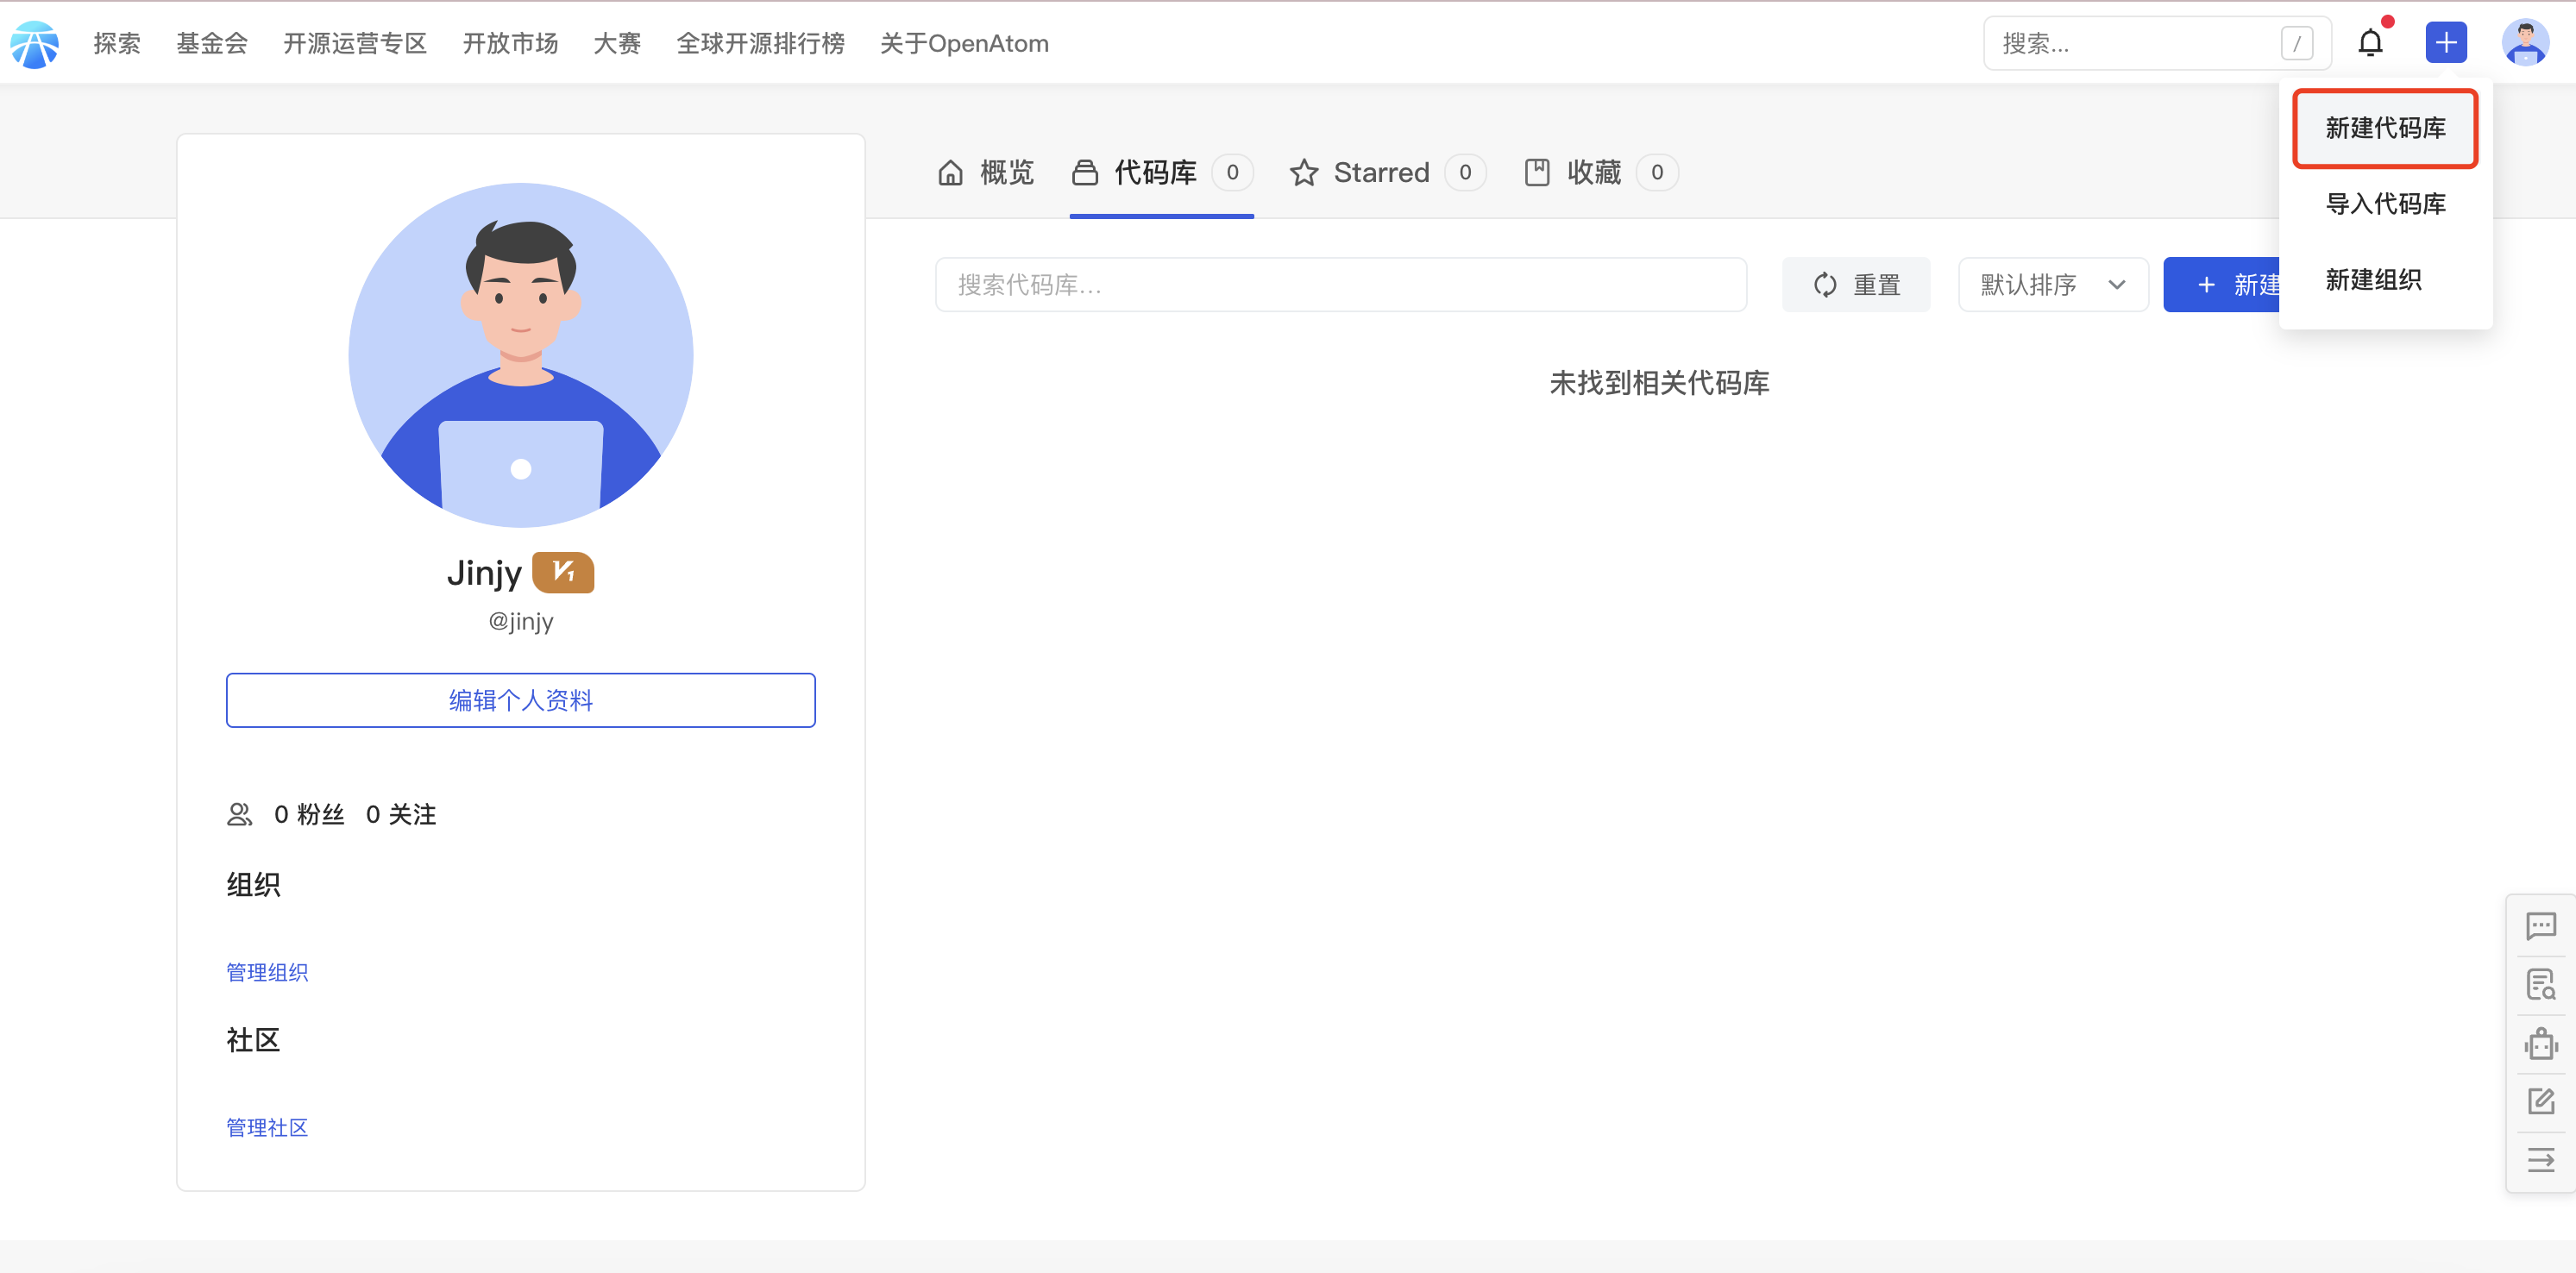 探索 基金会 开源运营专区 开放市场 大赛 全球开源排行榜 关于OpenAtom 搜索... /
新建代码库
导入代码库
新建组织
概览 代码库 0 Starred 0 收藏 0
搜索代码库... 重置 默认排序 + 新建
未找到相关代码库
Jinjy V1
@jinjy
编辑个人资料
0 粉丝 0 关注
组织
管理组织
社区
管理社区